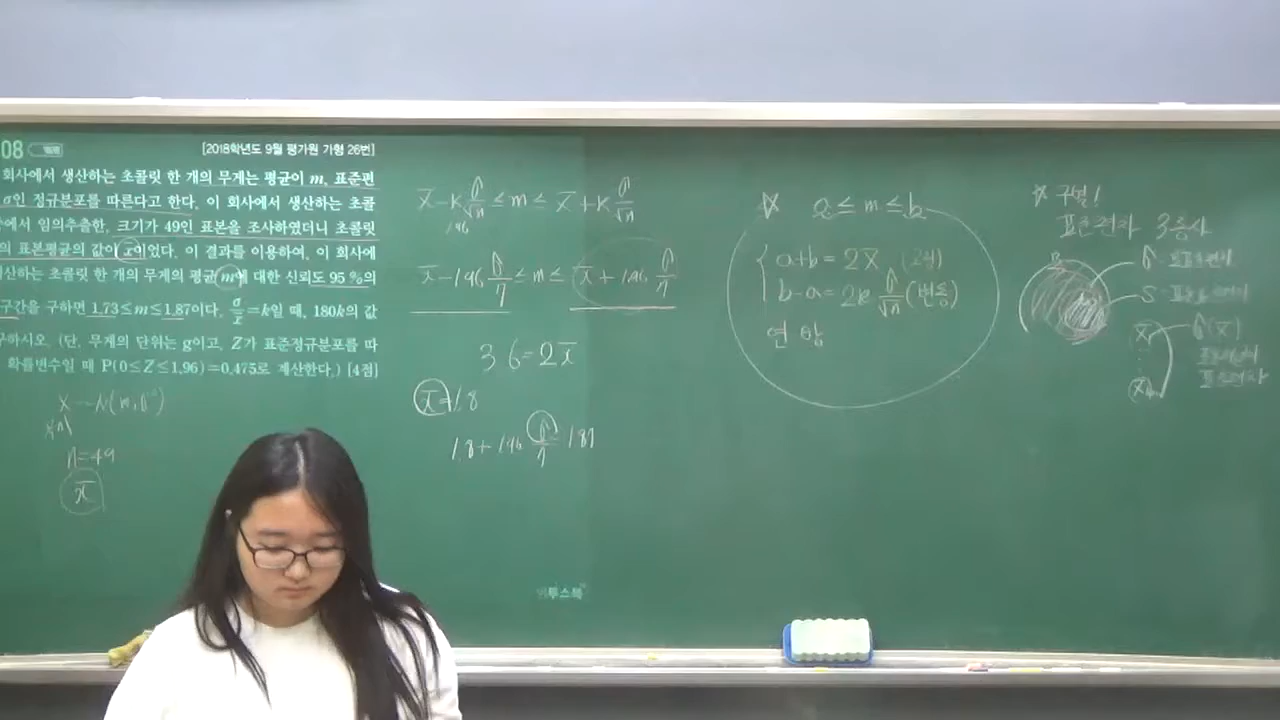 08
[2018학년도 9월 평가원 가형 26번]
회사에서 생산하는 초콜릿 한 개의 무게는 평균이 m, 표준편
σ인 정규분포를 따른다고 한다. 이 회사에서 생산하는 초콜
에서 임의추출한, 크기가 49인 표본을 조사하였더니 초콜릿
의 표본평균의 값이 x̄이었다. 이 결과를 이용하여, 이 회사에
산하는 초콜릿 한 개의 무게의 평균 m에 대한 신뢰도 95 %의
구간을 구하면 1.73≤m≤1.87이다. σ/x̄=k일 때, 180k의 값
구하시오. (단, 무게의 단위는 g이고, Z가 표준정규분포를 따
확률변수일 때 P(0≤Z≤1.96)=0.475로 계산한다.) [4점]
X ~ N(m, σ²)
n=49
x̄
x̄-K σ/√n ≤ m ≤ x̄+K σ/√n
1.96
x̄-1.96 σ/7 ≤ m ≤ x̄+1.96 σ/7
3.6=2x̄
x̄=1.8
1.8+1.96 σ/7=1.87
☆ a ≤ m ≤ b
a+b=2x̄
b-a=2k σ/√n (변동)
연 항
☆ 구별!
표준편차 3총사
σ
S
σ(x̄)
이투스북